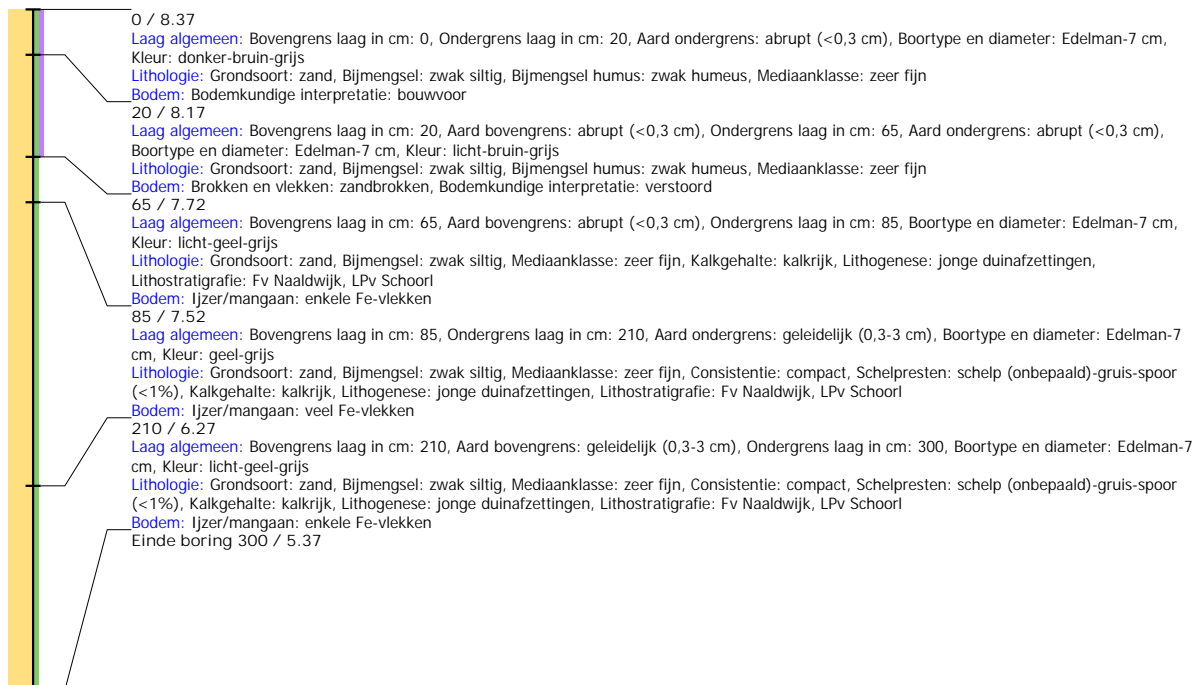 0 / 8.37
Laag algemeen: Bovengrens laag in cm: 0, Ondergrens laag in cm: 20, Aard ondergrens: abrupt (<0,3 cm), Boortype en diameter: Edelman-7 cm,
Kleur: donker-bruin-grijs
Lithologie: Grondsoort: zand, Bijmengsel: zwak siltig, Bijmengsel humus: zwak humeus, Mediaanklasse: zeer fijn
Bodem: Bodemkundige interpretatie: bouwvoor
20 / 8.17
Laag algemeen: Bovengrens laag in cm: 20, Aard bovengrens: abrupt (<0,3 cm), Ondergrens laag in cm: 65, Aard ondergrens: abrupt (<0,3 cm),
Boortype en diameter: Edelman-7 cm, Kleur: licht-bruin-grijs
Lithologie: Grondsoort: zand, Bijmengsel: zwak siltig, Bijmengsel humus: zwak humeus, Mediaanklasse: zeer fijn
Bodem: Brokken en vlekken: zandbrokken, Bodemkundige interpretatie: verstoord
65 / 7.72
Laag algemeen: Bovengrens laag in cm: 65, Aard bovengrens: abrupt (<0,3 cm), Ondergrens laag in cm: 85, Boortype en diameter: Edelman-7 cm,
Kleur: licht-geel-grijs
Lithologie: Grondsoort: zand, Bijmengsel: zwak siltig, Mediaanklasse: zeer fijn, Kalkgehalte: kalkrijk, Lithogenese: jonge duinafzettingen,
Lithostratigrafie: Fv Naaldwijk, LPv Schoorl
Bodem: Ijzer/mangaan: enkele Fe-vlekken
85 / 7.52
Laag algemeen: Bovengrens laag in cm: 85, Ondergrens laag in cm: 210, Aard ondergrens: geleidelijk (0,3-3 cm), Boortype en diameter: Edelman-7
cm, Kleur: geel-grijs
Lithologie: Grondsoort: zand, Bijmengsel: zwak siltig, Mediaanklasse: zeer fijn, Consistentie: compact, Schelpresten: schelp (onbepaald)-gruis-spoor
(<1%), Kalkgehalte: kalkrijk, Lithogenese: jonge duinafzettingen, Lithostratigrafie: Fv Naaldwijk, LPv Schoorl
Bodem: Ijzer/mangaan: veel Fe-vlekken
210 / 6.27
Laag algemeen: Bovengrens laag in cm: 210, Aard bovengrens: geleidelijk (0,3-3 cm), Ondergrens laag in cm: 300, Boortype en diameter: Edelman-7
cm, Kleur: licht-geel-grijs
Lithologie: Grondsoort: zand, Bijmengsel: zwak siltig, Mediaanklasse: zeer fijn, Consistentie: compact, Schelpresten: schelp (onbepaald)-gruis-spoor
(<1%), Kalkgehalte: kalkrijk, Lithogenese: jonge duinafzettingen, Lithostratigrafie: Fv Naaldwijk, LPv Schoorl
Bodem: Ijzer/mangaan: enkele Fe-vlekken
Einde boring 300 / 5.37